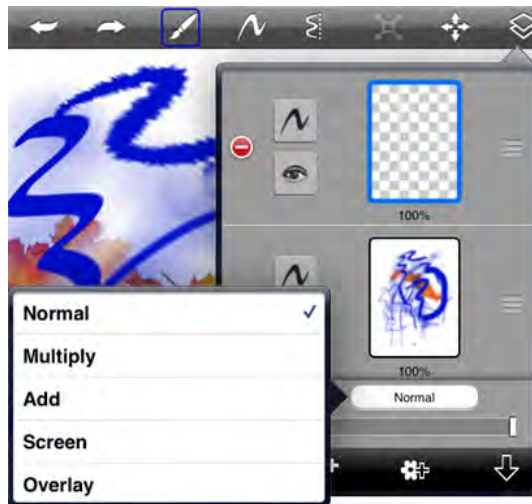 100%
100%
Normal
Normal
Multiply
Add
Screen
Overlay